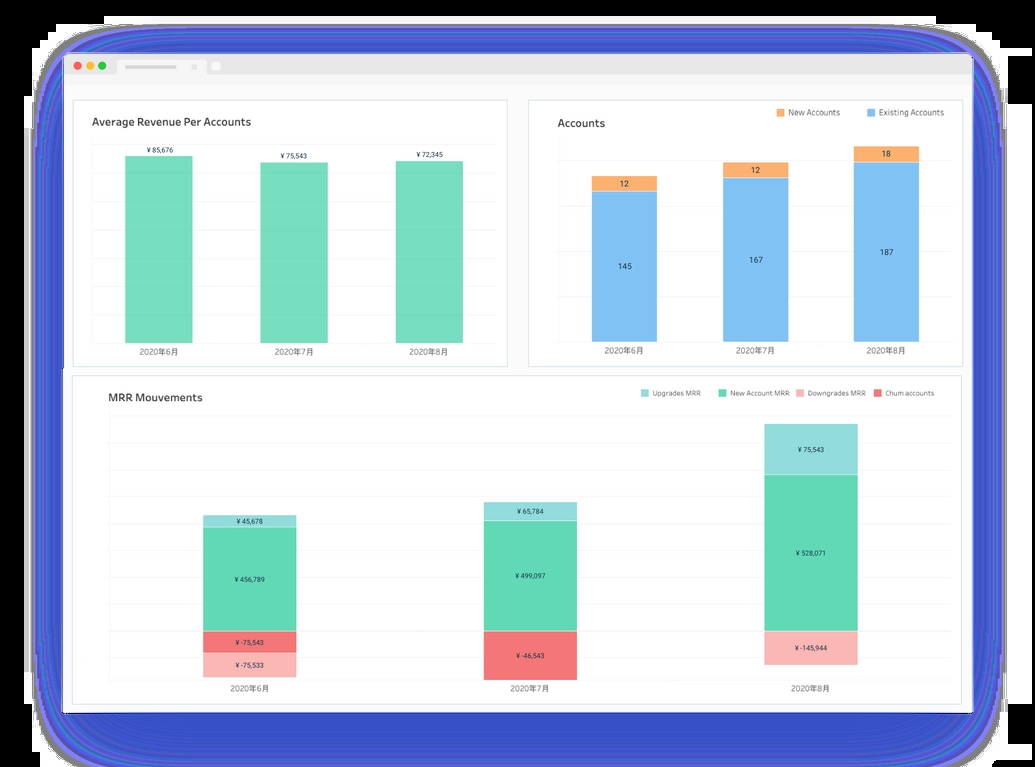 Average Revenue Per Accounts
¥ 85,676
¥ 75,543
¥ 72,345
2020年6月
2020年7月
2020年8月
New Accounts
Existing Accounts
Accounts
12
12
18
145
167
187
2020年6月
2020年7月
2020年8月
MRR Mouvements
Upgrades MRR
New Account MRR
Downgrades MRR
Chum accounts
¥ 45,678
¥ 65,784
¥ 75,543
¥ 456,789
¥ 499,097
¥ 528,071
¥ -75,543
¥ -46,543
¥ -145,944
¥ -75,533
2020年6月
2020年7月
2020年8月